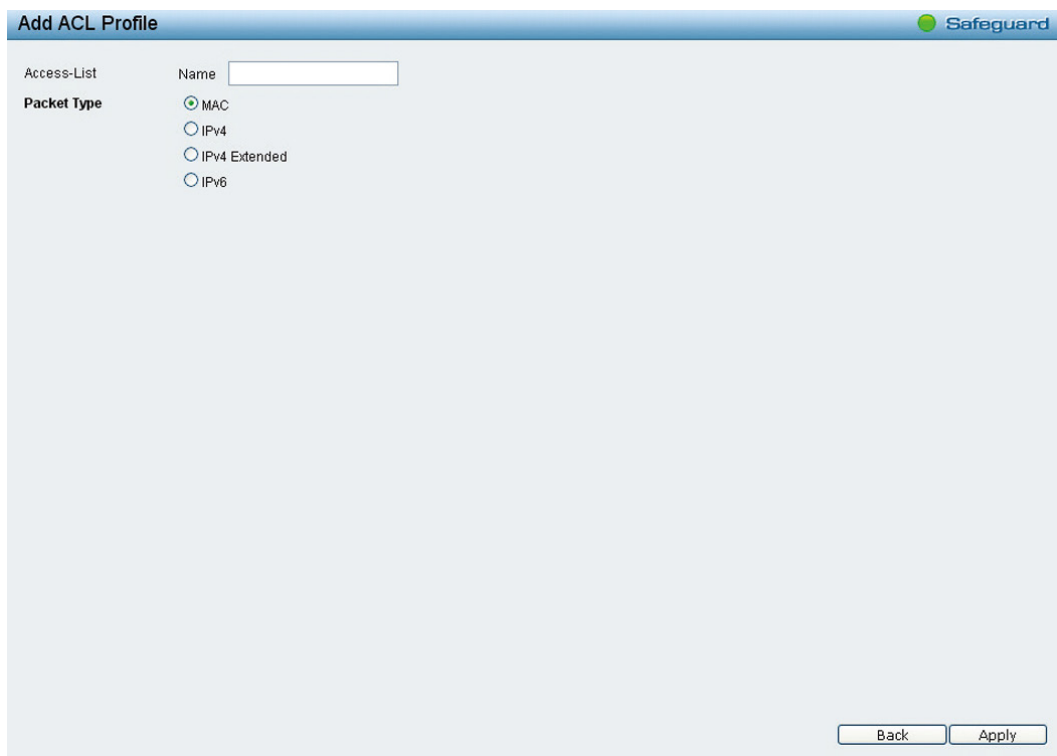 Add ACL Profile
Safeguard
Access-List Name
Packet Type MAC
IPv4
IPv4 Extended
IPv6
Back Apply